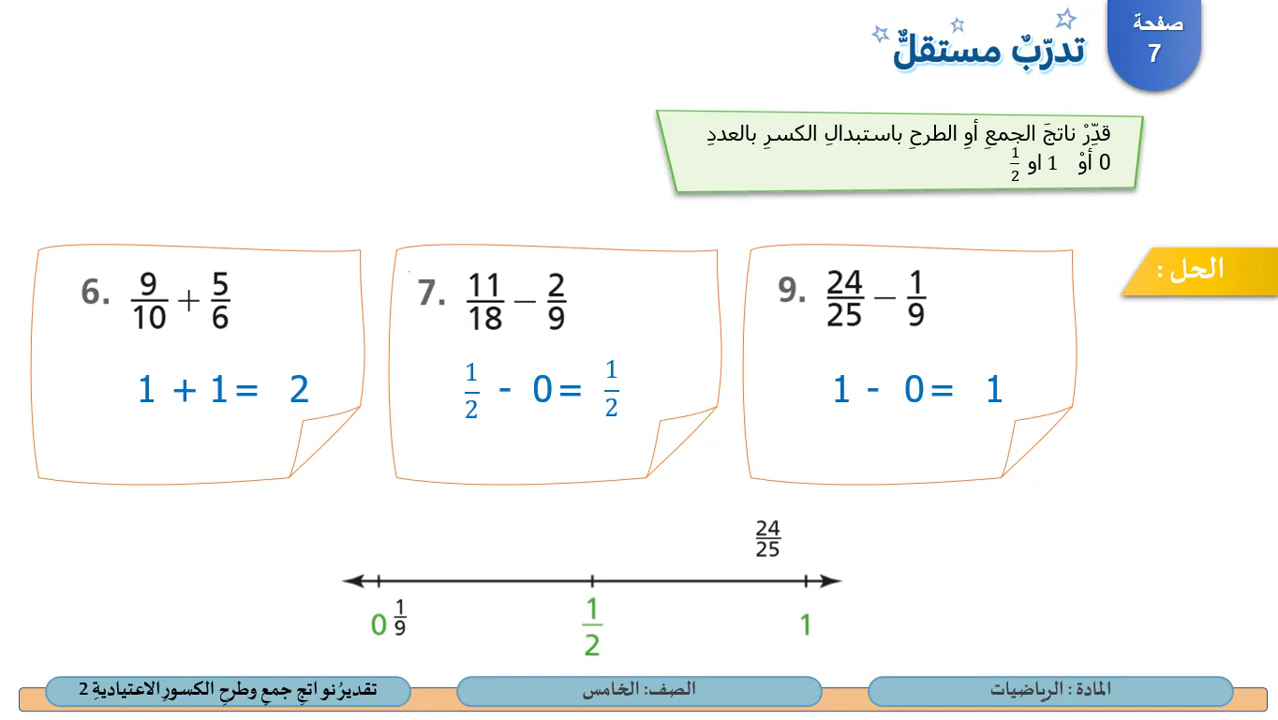 صفحة
7
تدرّبٌ مستقلٌّ
قدِّرْ ناتجَ الجمعِ أوِ الطرحِ باستبدالِ الكسرِ بالعددِ
0 أوْ 1 او 1/2
الحل :
6. 9/10 + 5/6
1 + 1 = 2
7. 11/18 − 2/9
1/2 - 0 = 1/2
9. 24/25 − 1/9
1 - 0 = 1
24/25
0 1/9 1/2 1
المادة : الرياضيات
الصف: الخامس
تقديرُ نواتجِ جمعِ وطرحِ الكسورِ الاعتياديةِ 2